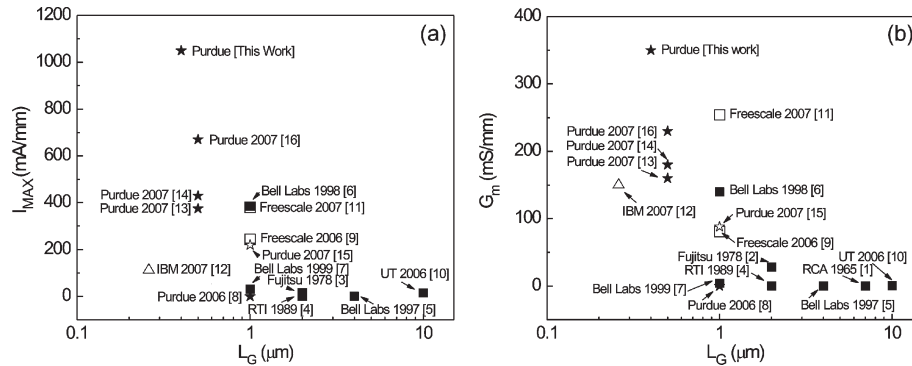 (a)
1200
1000
800
600
400
200
0
I_MAX (mA/mm)
Purdue [This Work]
Purdue 2007 [16]
Purdue 2007 [14]
Purdue 2007 [13]
Bell Labs 1998 [6]
Freescale 2007 [11]
Freescale 2006 [9]
Purdue 2007 [15]
IBM 2007 [12]
Bell Labs 1999 [7]
Fujitsu 1978 [3]
UT 2006 [10]
Purdue 2006 [8]
RTI 1989 [4]
Bell Labs 1997 [5]
0.1
1
10
L_G (μm)
(b)
400
300
200
100
0
G_m (mS/mm)
Purdue [This work]
Freescale 2007 [11]
Purdue 2007 [16]
Purdue 2007 [14]
Purdue 2007 [13]
IBM 2007 [12]
Bell Labs 1998 [6]
Purdue 2007 [15]
Freescale 2006 [9]
Fujitsu 1978 [2]
UT 2006 [10]
RTI 1989 [4]
RCA 1965 [1]
Bell Labs 1999 [7]
Purdue 2006 [8]
Bell Labs 1997 [5]
0.1
1
10
L_G (μm)